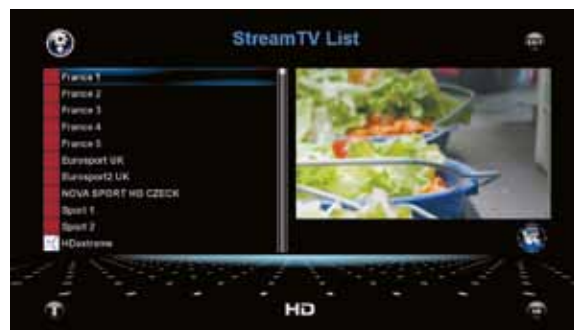 StreamTV List
France 1
France 2
France 3
France 4
France 5
Eurosport UK
Eurosport2 UK
NOVA SPORT HD CZECK
Sport 1
Sport 2
HDextreme
HD